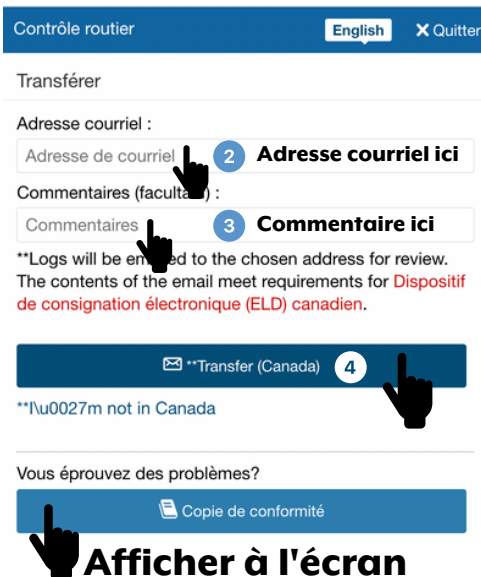 Contrôle routier English X Quitter
Transférer
Adresse courriel :
Adresse de courriel 2 Adresse courriel ici
Commentaires (facultatif) :
Commentaires 3 Commentaire ici
**Logs will be emailed to the chosen address for review.
The contents of the email meet requirements for Dispositif
de consignation électronique (ELD) canadien.
**Transfer (Canada) 4
**I\u0027m not in Canada
Vous éprouvez des problèmes?
Copie de conformité
Afficher à l'écran